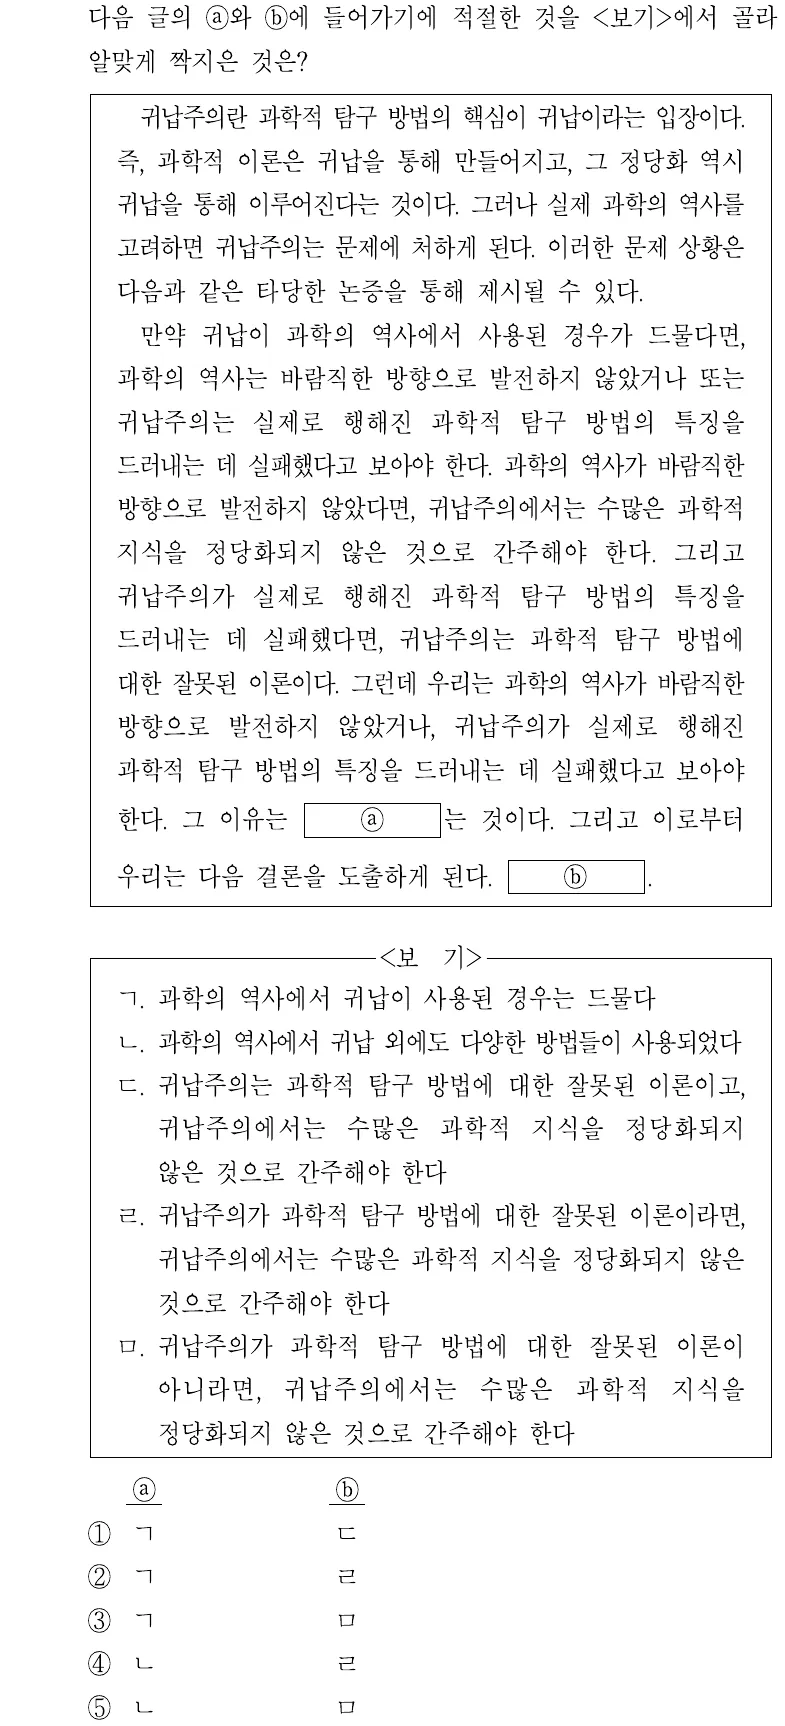 다음 글의 ⓐ와 ⓑ에 들어가기에 적절한 것을 <보기>에서 골라
알맞게 짝지은 것은?
귀납주의란 과학적 탐구 방법의 핵심이 귀납이라는 입장이다.
즉, 과학적 이론은 귀납을 통해 만들어지고, 그 정당화 역시
귀납을 통해 이루어진다는 것이다. 그러나 실제 과학의 역사를
고려하면 귀납주의는 문제에 처하게 된다. 이러한 문제 상황은
다음과 같은 타당한 논증을 통해 제시될 수 있다.
만약 귀납이 과학의 역사에서 사용된 경우가 드물다면,
과학의 역사는 바람직한 방향으로 발전하지 않았거나 또는
귀납주의는 실제로 행해진 과학적 탐구 방법의 특징을
드러내는 데 실패했다고 보아야 한다. 과학의 역사가 바람직한
방향으로 발전하지 않았다면, 귀납주의에서는 수많은 과학적
지식을 정당화되지 않은 것으로 간주해야 한다. 그리고
귀납주의가 실제로 행해진 과학적 탐구 방법의 특징을
드러내는 데 실패했다면, 귀납주의는 과학적 탐구 방법에
대한 잘못된 이론이다. 그런데 우리는 과학의 역사가 바람직한
방향으로 발전하지 않았거나, 귀납주의가 실제로 행해진
과학적 탐구 방법의 특징을 드러내는 데 실패했다고 보아야
한다. 그 이유는 ⓐ 는 것이다. 그리고 이로부터
우리는 다음 결론을 도출하게 된다. ⓑ .
<보 기>
ㄱ. 과학의 역사에서 귀납이 사용된 경우는 드물다
ㄴ. 과학의 역사에서 귀납 외에도 다양한 방법들이 사용되었다
ㄷ. 귀납주의는 과학적 탐구 방법에 대한 잘못된 이론이고,
귀납주의에서는 수많은 과학적 지식을 정당화되지
않은 것으로 간주해야 한다
ㄹ. 귀납주의가 과학적 탐구 방법에 대한 잘못된 이론이라면,
귀납주의에서는 수많은 과학적 지식을 정당화되지 않은
것으로 간주해야 한다
ㅁ. 귀납주의가 과학적 탐구 방법에 대한 잘못된 이론이
아니라면, 귀납주의에서는 수많은 과학적 지식을
정당화되지 않은 것으로 간주해야 한다
ⓐ ⓑ
① ㄱ ㄷ
② ㄱ ㄹ
③ ㄱ ㅁ
④ ㄴ ㄹ
⑤ ㄴ ㅁ